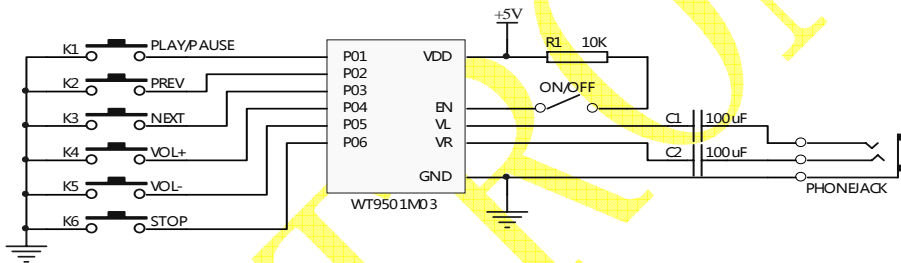 +5V
K1 PLAY/PAUSE P01 VDD R1 10K
K2 PREV P02
K3 NEXT P03 ON/OFF
K4 VOL+ P04 EN
K5 VOL- P05 VL C1 100uF
K6 STOP P06 VR C2 100uF
GND PHONEJACK
WT9501M03